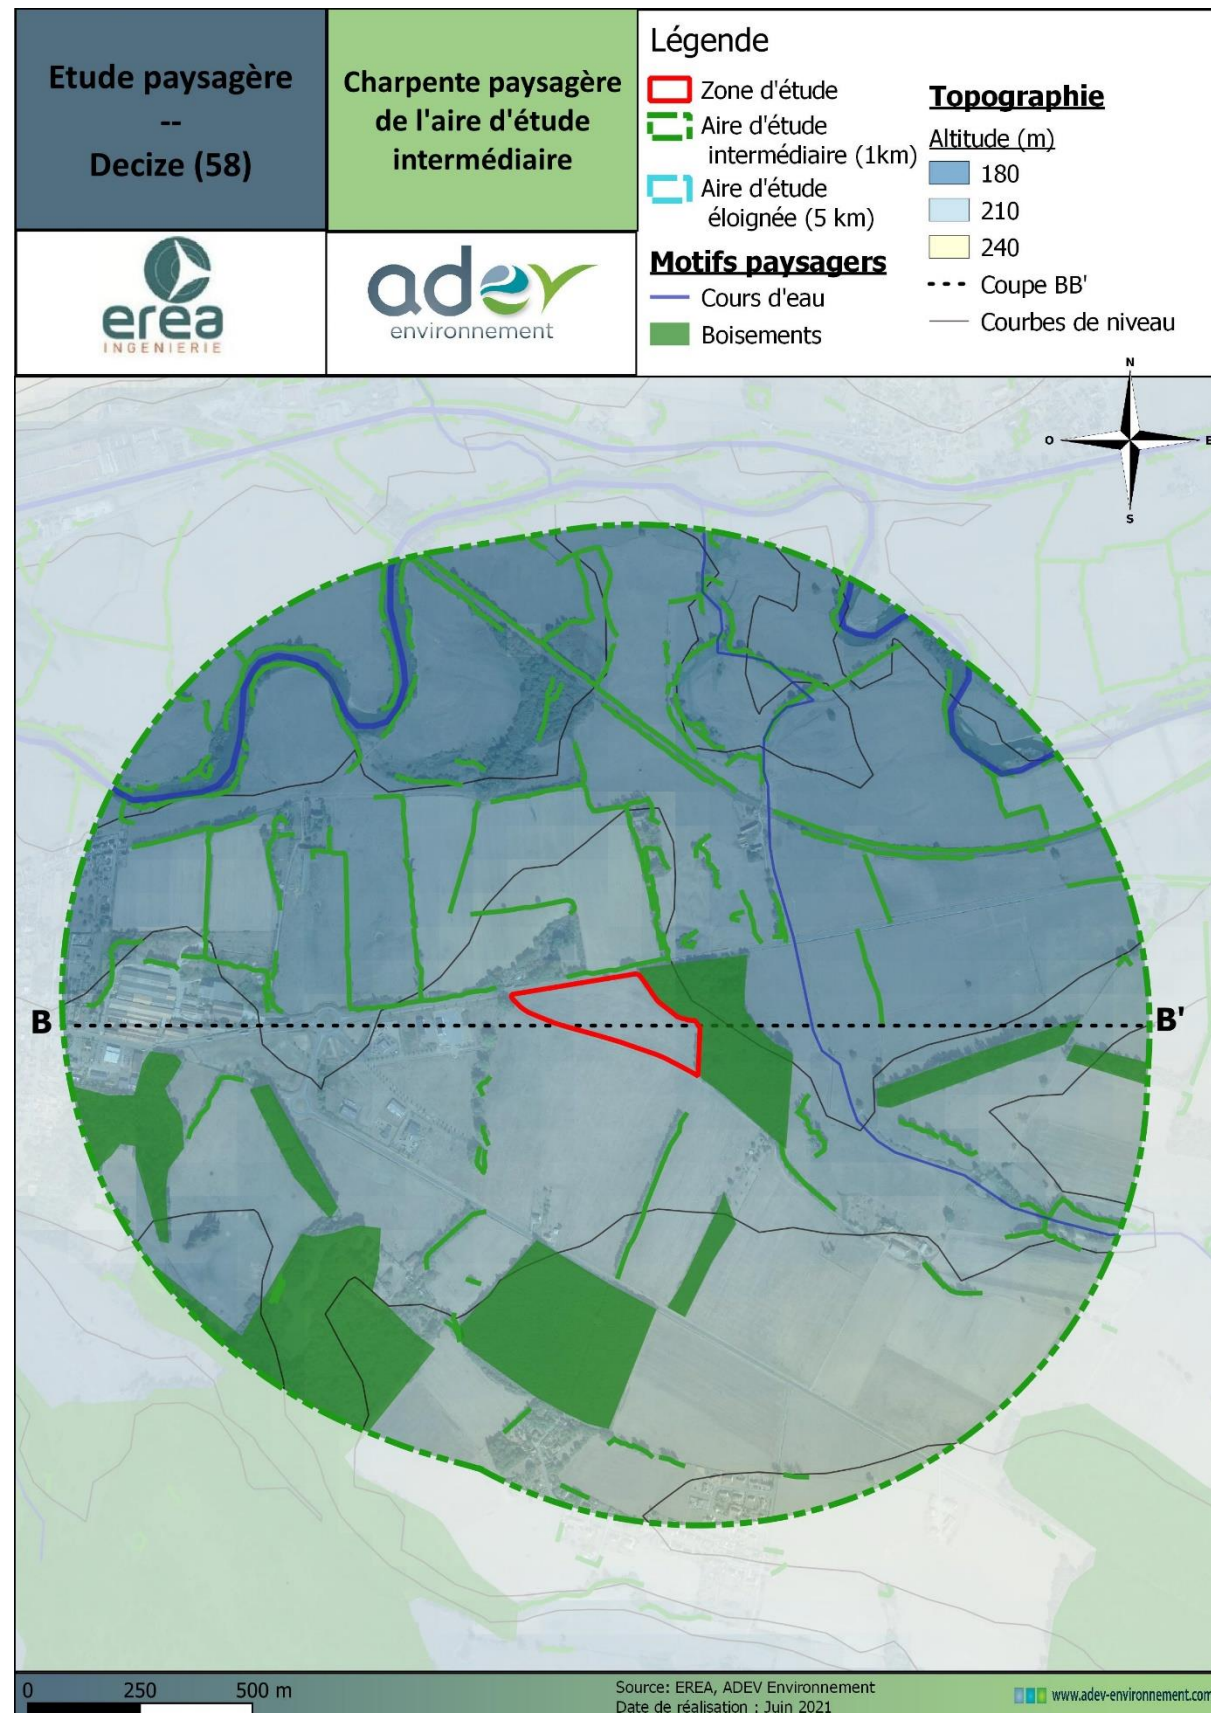 Etude paysagère
--
Decize (58)
Charpente paysagère
de l'aire d'étude
intermédiaire
erea
INGENIERIE
adev
environnement
Légende
Zone d'étude
Aire d'étude
intermédiaire (1km)
Aire d'étude
éloignée (5 km)
Motifs paysagers
Cours d'eau
Boisements
Topographie
Altitude (m)
180
210
240
Coupe BB'
Courbes de niveau
N
O
E
S
B
B'
0 250 500 m
Source: EREA, ADEV Environnement
Date de réalisation : Juin 2021
www.adev-environnement.com